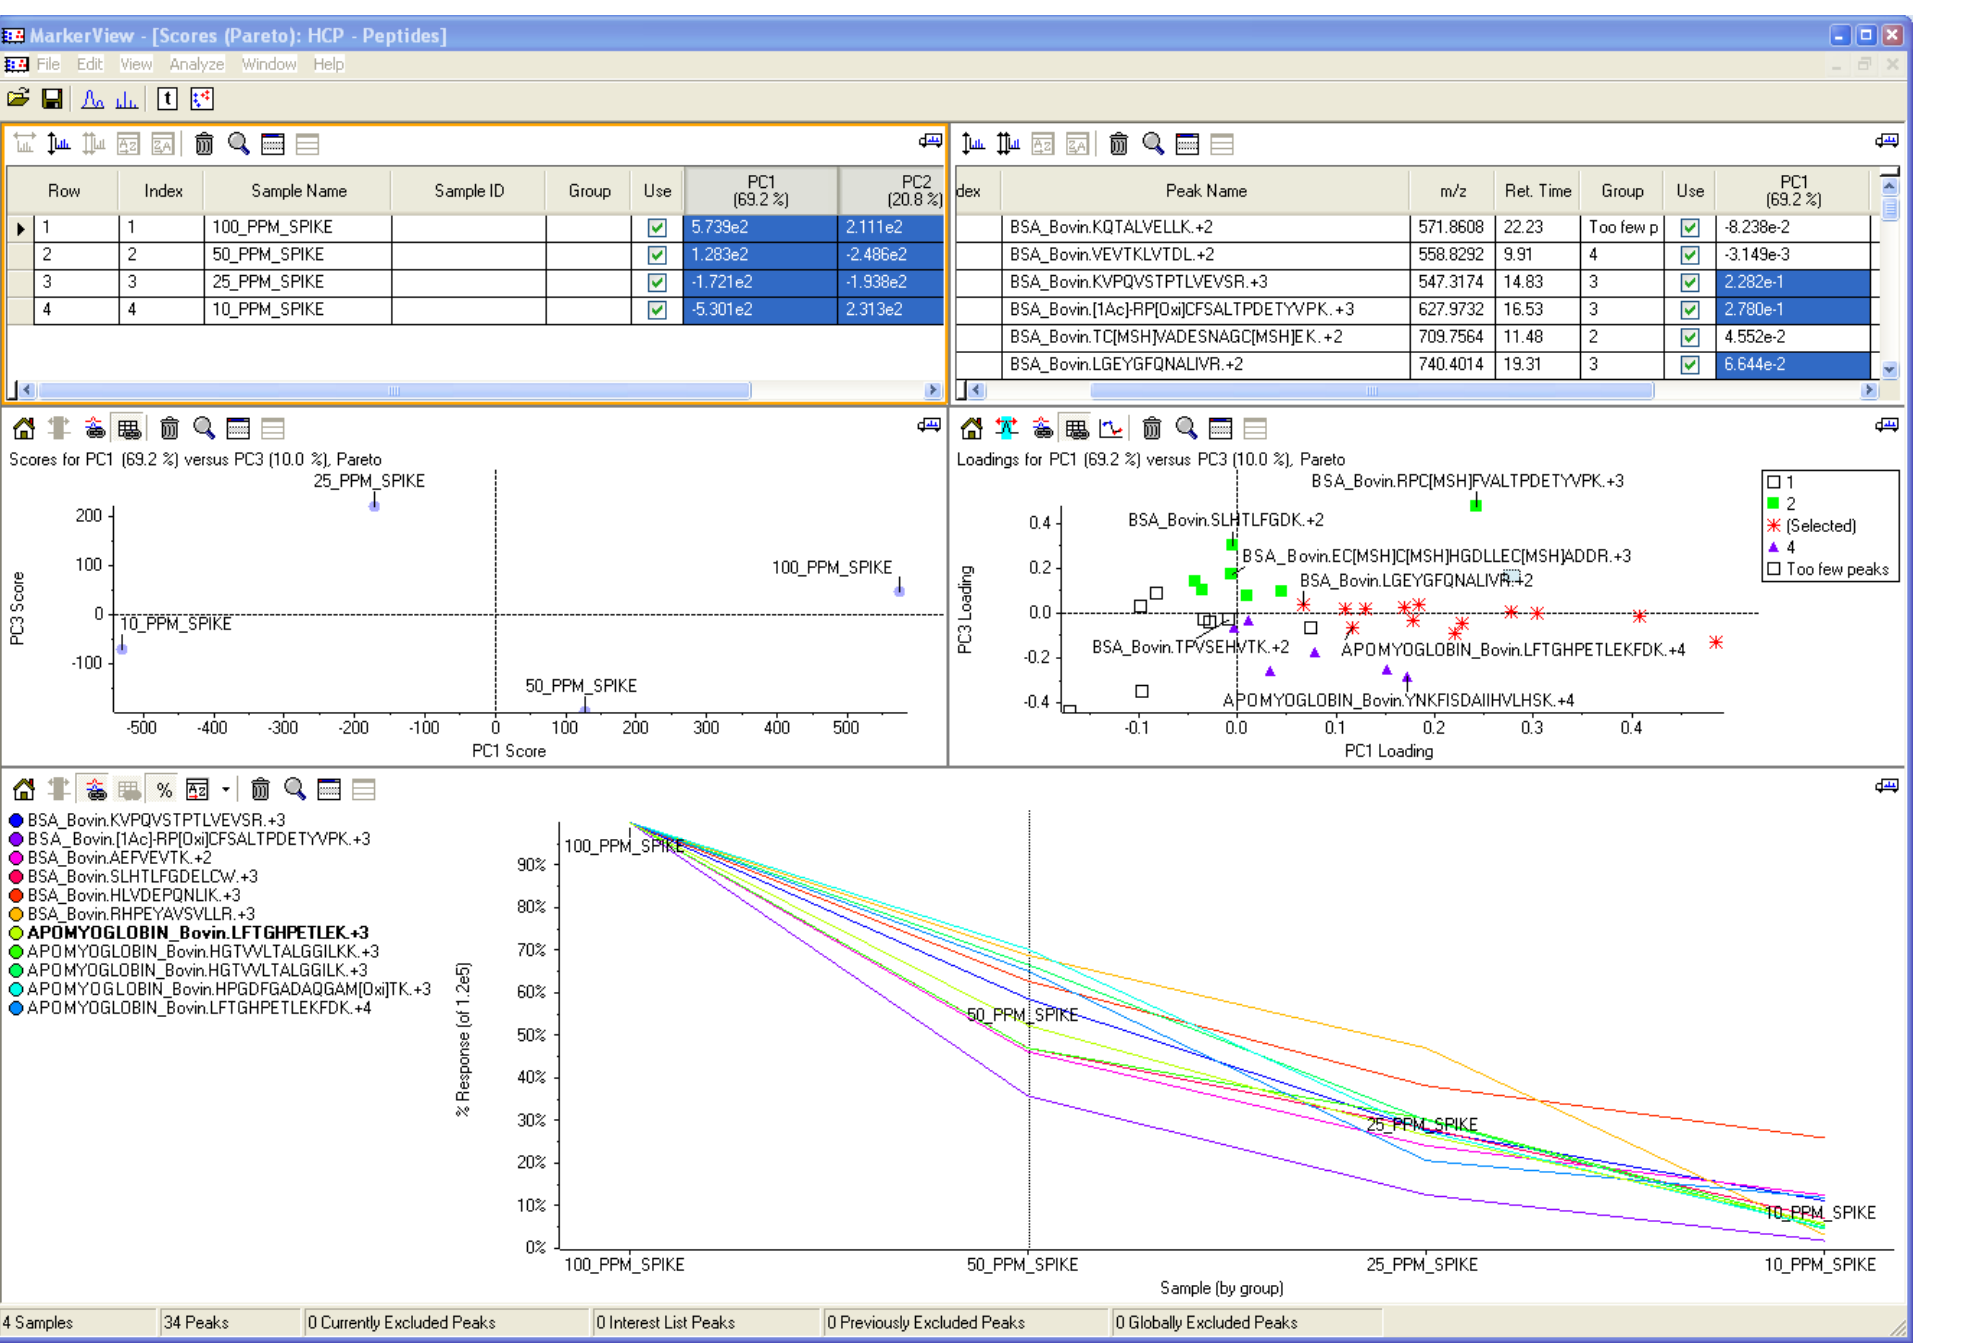 MarkerView - [Scores (Pareto): HCP - Peptides]
File Edit View Analyze Window Help
t
Row Index Sample Name Sample ID Group Use PC1 (69.2 %) PC2 (20.8 %)
1 1 100_PPM_SPIKE 5.739e2 2.111e2
2 2 50_PPM_SPIKE 1.283e2 -2.486e2
3 3 25_PPM_SPIKE -1.721e2 -1.938e2
4 4 10_PPM_SPIKE -5.301e2 2.313e2
dex Peak Name m/z Ret. Time Group Use PC1 (69.2 %)
BSA_Bovin.KQTALVELLK.+2 571.8608 22.23 Too few p -8.238e-2
BSA_Bovin.VEVTKLVTDL.+2 558.8292 9.91 4 -3.149e-3
BSA_Bovin.KVPQVSTPTLVEVSR.+3 547.3174 14.83 3 2.282e-1
BSA_Bovin.[1Ac]-RP[Oxi]CFSALTPDETYVPK.+3 627.9732 16.53 3 2.780e-1
BSA_Bovin.TC[MSH]VADESNAGC[MSH]EK.+2 709.7564 11.48 2 4.552e-2
BSA_Bovin.LGEYGFQNALIVR.+2 740.4014 19.31 3 6.644e-2
Scores for PC1 (69.2 %) versus PC3 (10.0 %), Pareto
25_PPM_SPIKE
100_PPM_SPIKE
10_PPM_SPIKE
50_PPM_SPIKE
200
100
0
-100
PC3 Score
-500 -400 -300 -200 -100 0 100 200 300 400 500
PC1 Score
Loadings for PC1 (69.2 %) versus PC3 (10.0 %), Pareto
BSA_Bovin.RPC[MSH]FVALTPDETYVPK.+3
BSA_Bovin.SLHTLFGDK.+2
BSA_Bovin.EC[MSH]C[MSH]HGDLLEC[MSH]ADDR.+3
BSA_Bovin.LGEYGFQNALIVR.+2
BSA_Bovin.TPVSEHVTK.+2
APOMYOGLOBIN_Bovin.LFTGHPETLEKFDK.+4
APOMYOGLOBIN_Bovin.YNKFISDAIIHVLHSK.+4
0.4
0.2
0.0
-0.2
-0.4
PC3 Loading
-0.1 0.0 0.1 0.2 0.3 0.4
PC1 Loading
1
2
(Selected)
4
Too few peaks
%
BSA_Bovin.KVPQVSTPTLVEVSR.+3
BSA_Bovin.[1Ac]-RP[Oxi]CFSALTPDETYVPK.+3
BSA_Bovin.AEFVEVTK.+2
BSA_Bovin.SLHTLFGDELCW.+3
BSA_Bovin.HLVDEPQNLIK.+3
BSA_Bovin.RHPEYAVSVLLR.+3
APOMYOGLOBIN_Bovin.LFTGHPETLEK.+3
APOMYOGLOBIN_Bovin.HGTVVLTALGGILKK.+3
APOMYOGLOBIN_Bovin.HGTVVLTALGGILK.+3
APOMYOGLOBIN_Bovin.HPGDFGADAQGAM[Oxi]TK.+3
APOMYOGLOBIN_Bovin.LFTGHPETLEKFDK.+4
% Response (of 1.2e5)
90%
80%
70%
60%
50%
40%
30%
20%
10%
0%
100_PPM_SPIKE
50_PPM_SPIKE
25_PPM_SPIKE
10_PPM_SPIKE
100_PPM_SPIKE 50_PPM_SPIKE 25_PPM_SPIKE 10_PPM_SPIKE
Sample (by group)
4 Samples 34 Peaks 0 Currently Excluded Peaks 0 Interest List Peaks 0 Previously Excluded Peaks 0 Globally Excluded Peaks